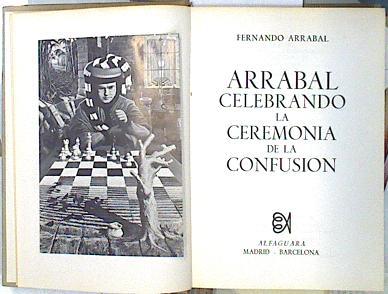 FERNANDO ARRABAL
ARRABAL
CELEBRANDO
LA
CEREMONIA
DE LA
CONFUSION
ALFAGUARA
MADRID - BARCELONA